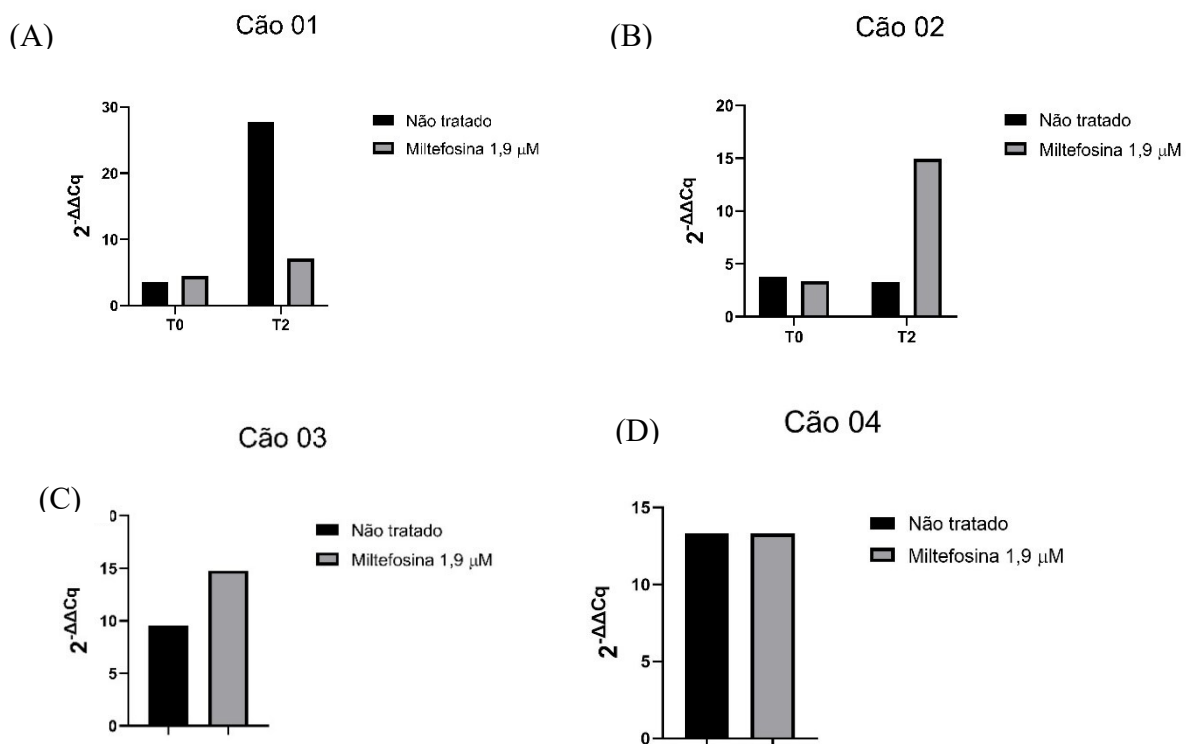 (A)
Cão 01
2^-ΔΔCq
30
20
10
0
T0
T2
Não tratado
Miltefosina 1,9 μM
(B)
Cão 02
2^-ΔΔCq
20
15
10
5
0
T0
T2
Não tratado
Miltefosina 1,9 μM
(C)
Cão 03
2^-ΔΔCq
0
15
10
5
0
Não tratado
Miltefosina 1,9 μM
(D)
Cão 04
2^-ΔΔCq
15
10
5
0
Não tratado
Miltefosina 1,9 μM